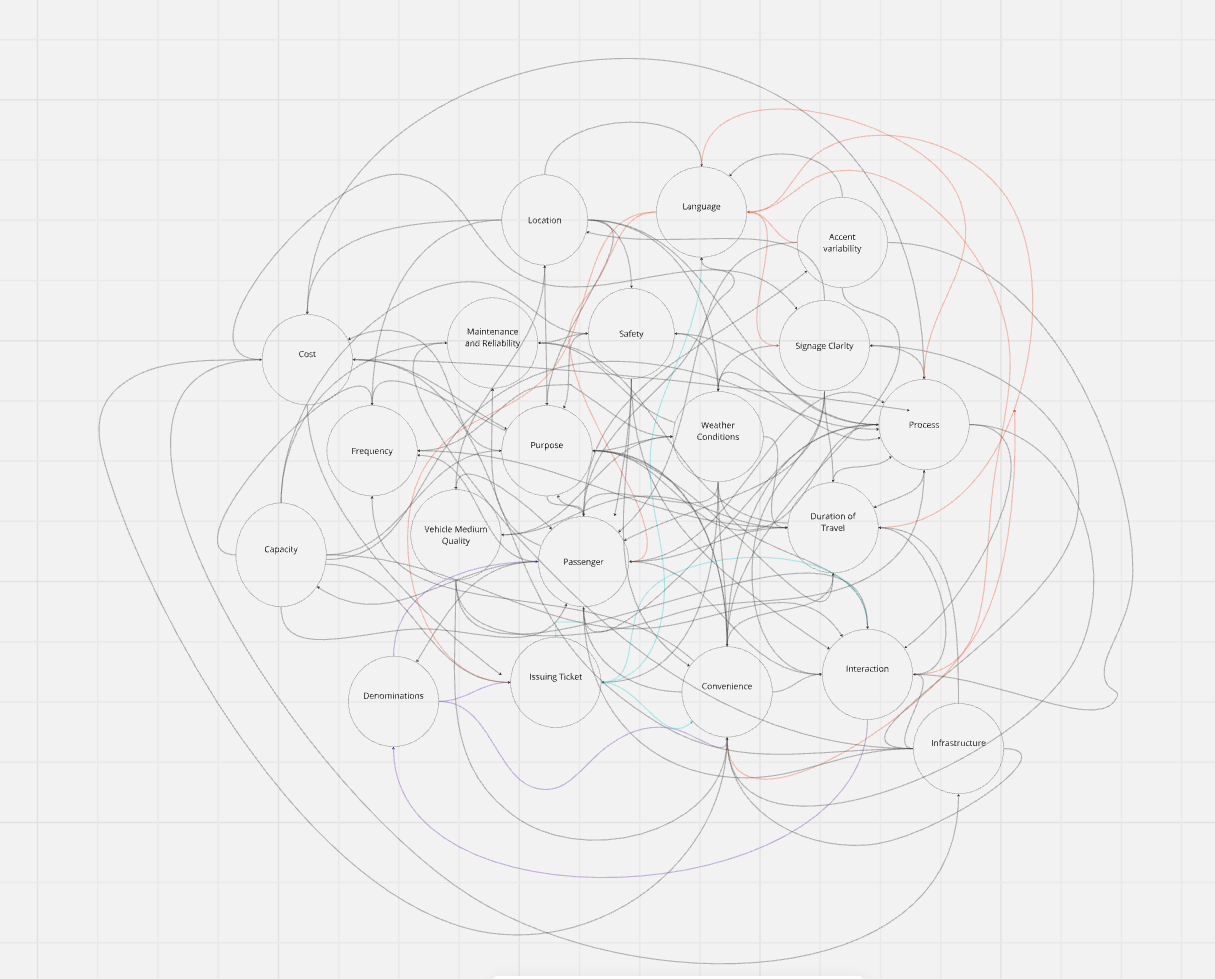 Language
Location
Accent
variability
Maintenance
and Reliability
Safety
Signage Clarity
Cost
Weather
Conditions
Process
Purpose
Frequency
Duration of
Travel
Vehicle Medium
Quality
Capacity
Passenger
Interaction
Issuing Ticket
Convenience
Denominations
Infrastructure